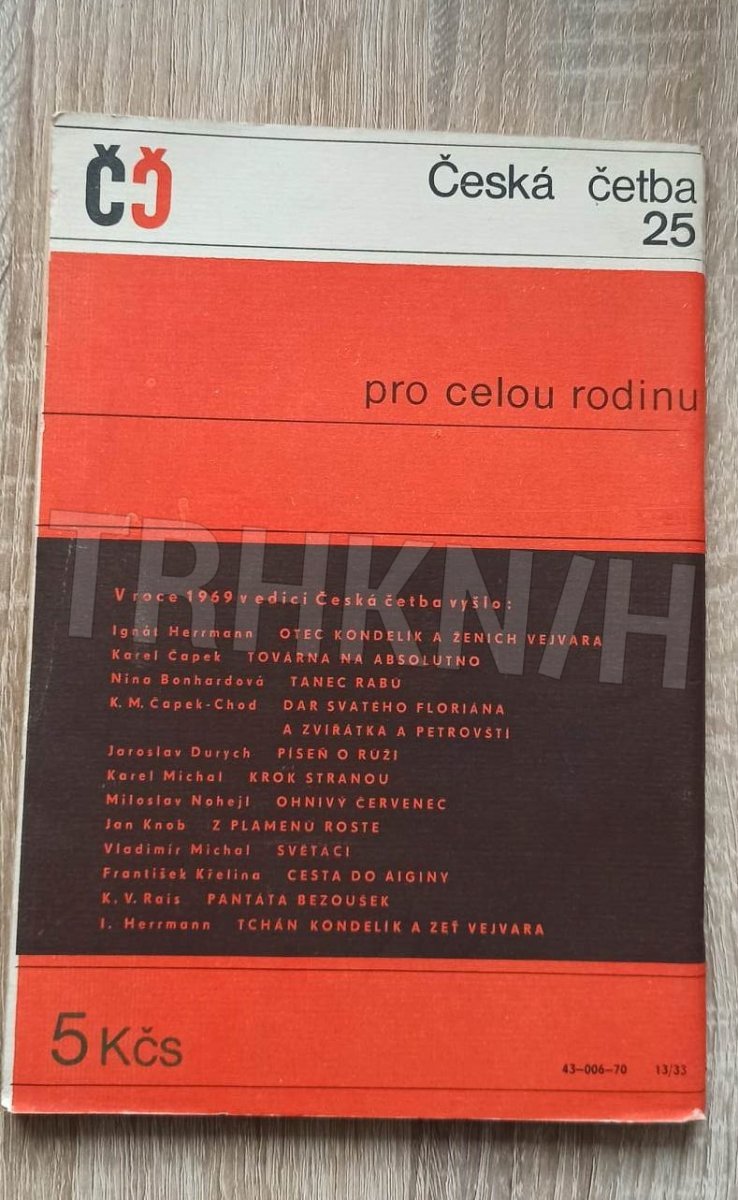 ČČ
Česká četba
25
pro celou rodinu
TRHKN/H
V roce 1969 v edici Česká četba vyšlo:
Ignát Herrmann OTEC KONDELÍK A ŽENICH VEJVARA
Karel Čapek TOVÁRNA NA ABSOLUTNO
Nina Bonhardová TANEC RABŮ
K. M. Čapek-Chod DAR SVATÉHO FLORIÁNA
A ZVÍŘÁTKA A PETROVŠTÍ
Jaroslav Durych PÍSEŇ O RŮŽI
Karel Michal KROK STRANOU
Miloslav Nohejl OHNIVÝ ČERVENEC
Jan Knob Z PLAMENŮ ROSTE
Vladimír Michal SVĚTÁCI
František Křelina CESTA DO AIGINY
K. V. Rais PANTÁTA BEZOUŠEK
I. Herrmann TCHÁN KONDELÍK A ZEŤ VEJVARA
5 Kčs
43-006-70 13/33